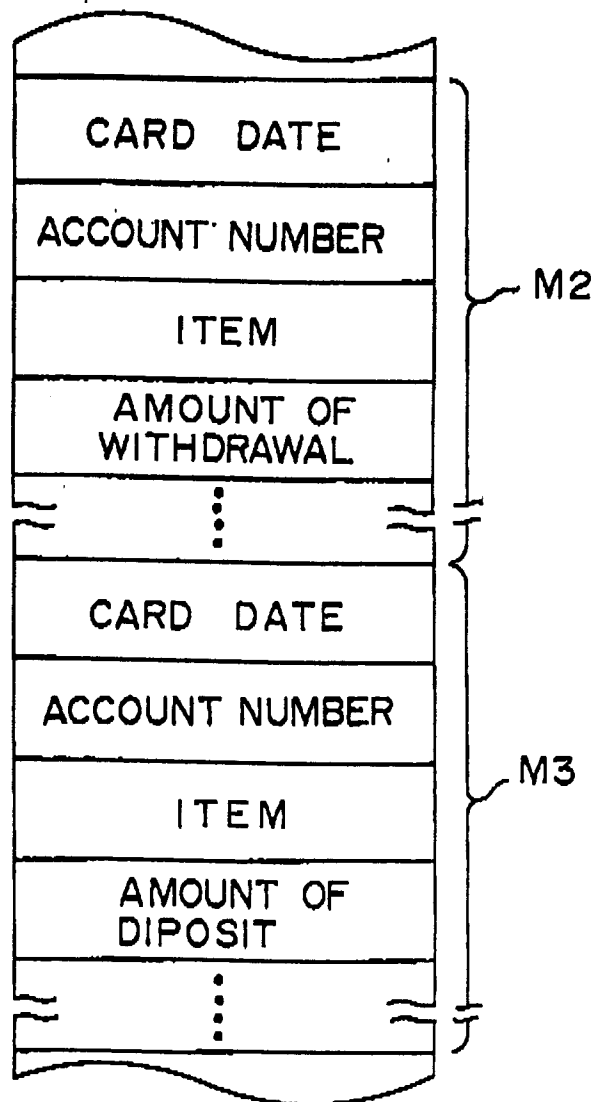 CARD DATE
ACCOUNT NUMBER
ITEM
AMOUNT OF
WITHDRAWAL
M2
CARD DATE
ACCOUNT NUMBER
ITEM
AMOUNT OF
DIPOSIT
M3